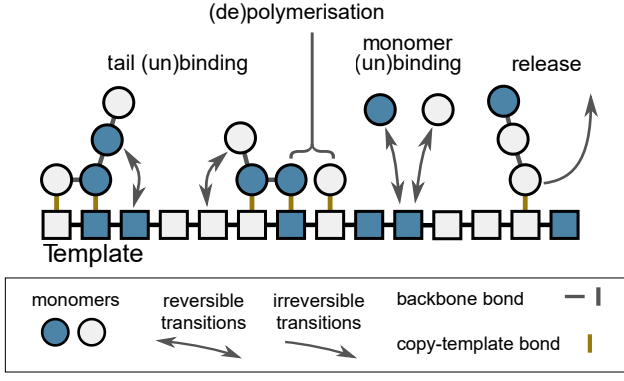 (de)polymerisation
tail (un)binding
monomer
(un)binding
release
Template
monomers
reversible
transitions
irreversible
transitions
backbone bond
copy-template bond